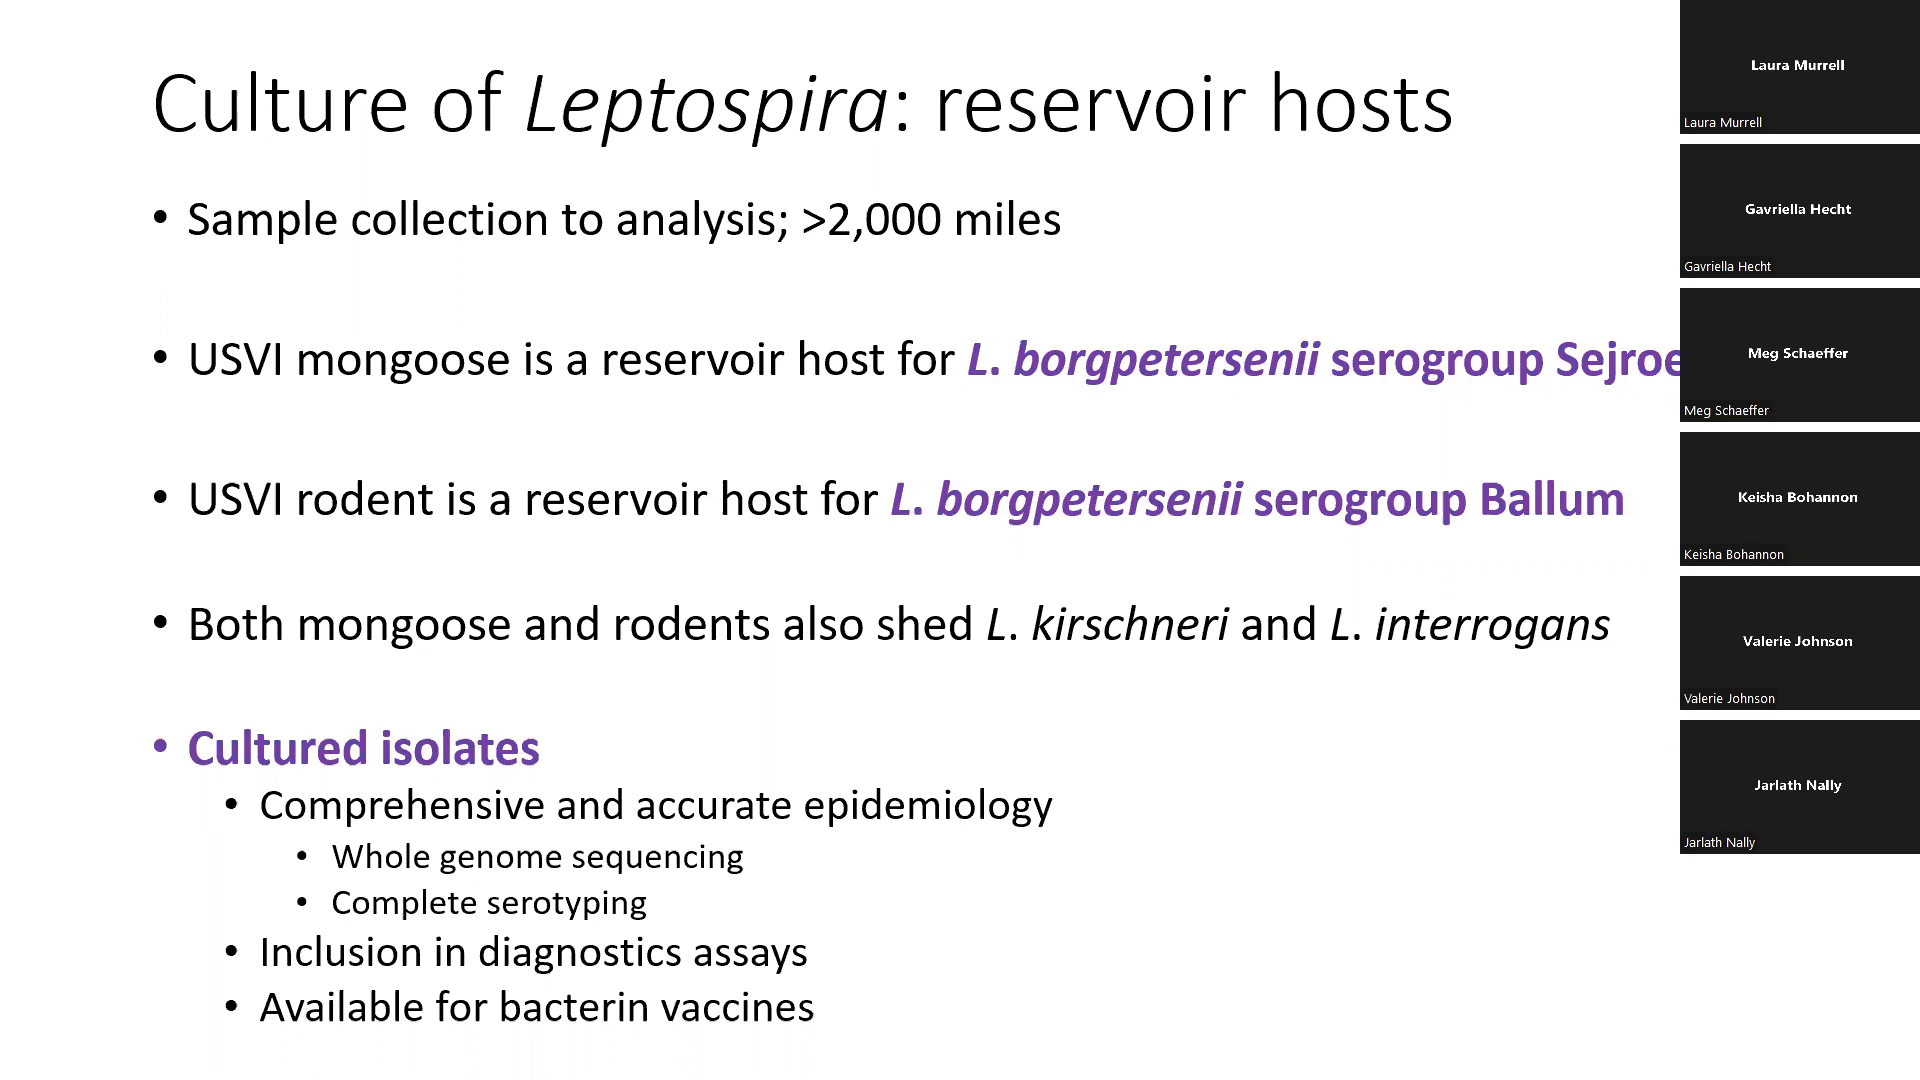 Culture of Leptospira: reservoir hosts
• Sample collection to analysis; >2,000 miles
• USVI mongoose is a reservoir host for L. borgpetersenii serogroup Sejroe
• USVI rodent is a reservoir host for L. borgpetersenii serogroup Ballum
• Both mongoose and rodents also shed L. kirschneri and L. interrogans
• Cultured isolates
• Comprehensive and accurate epidemiology
• Whole genome sequencing
• Complete serotyping
• Inclusion in diagnostics assays
• Available for bacterin vaccines
Laura Murrell
Laura Murrell
Gavriella Hecht
Gavriella Hecht
Meg Schaeffer
Meg Schaeffer
Keisha Bohannon
Keisha Bohannon
Valerie Johnson
Valerie Johnson
Jarlath Nally
Jarlath Nally